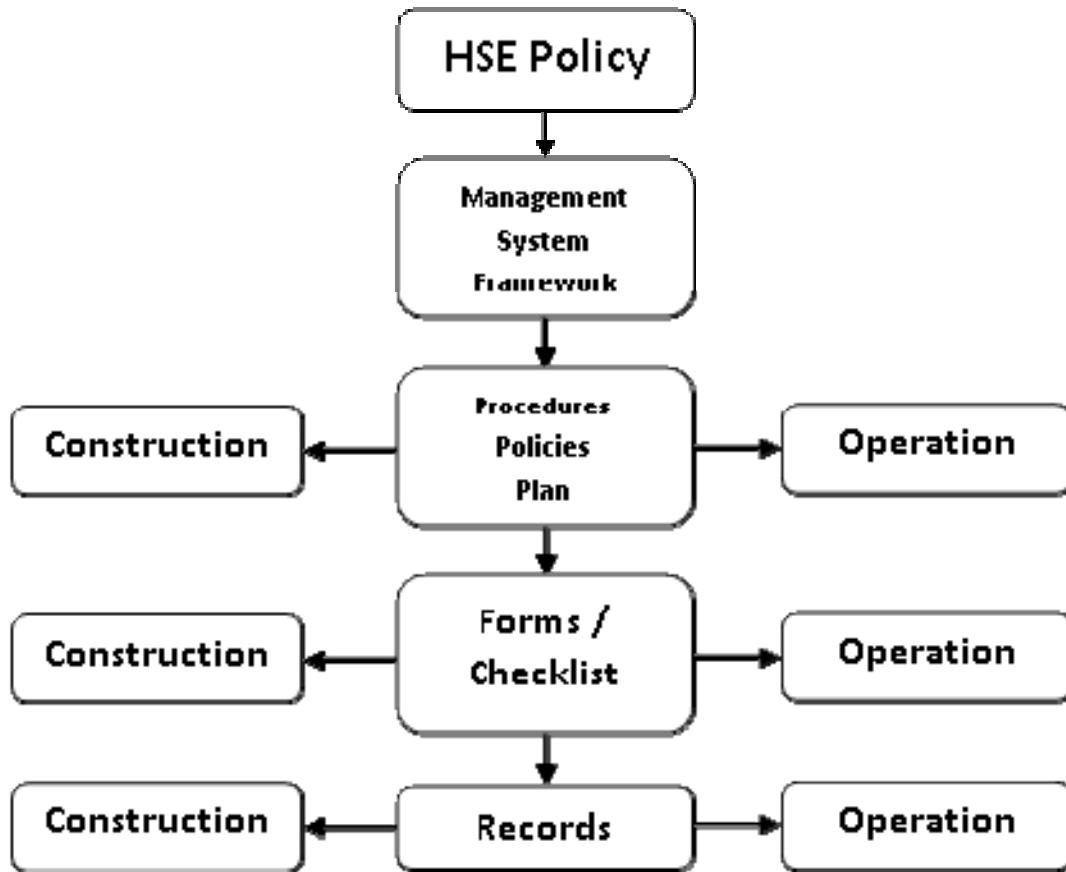 HSE Policy
Management
System
Framework
Procedures
Policies
Plan
Construction
Operation
Forms /
Checklist
Construction
Operation
Records
Construction
Operation